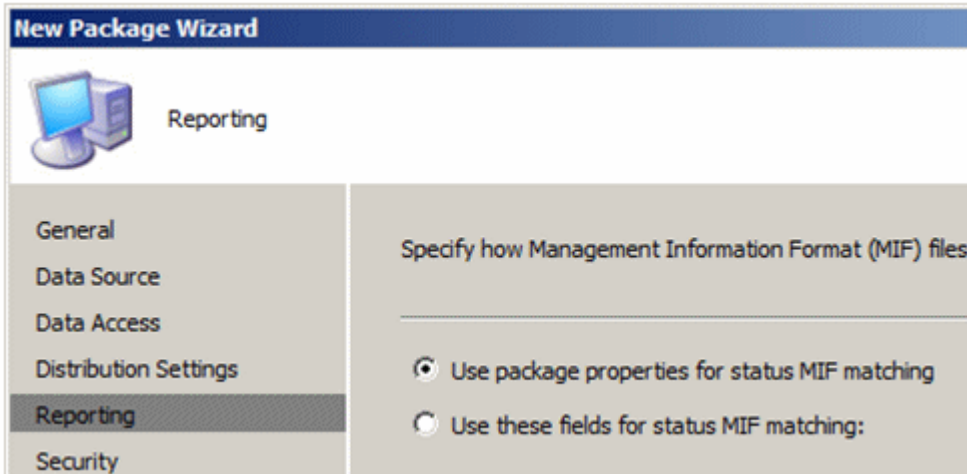 New Package Wizard
Reporting
General
Data Source
Data Access
Distribution Settings
Reporting
Security
Specify how Management Information Format (MIF) files
Use package properties for status MIF matching
Use these fields for status MIF matching: